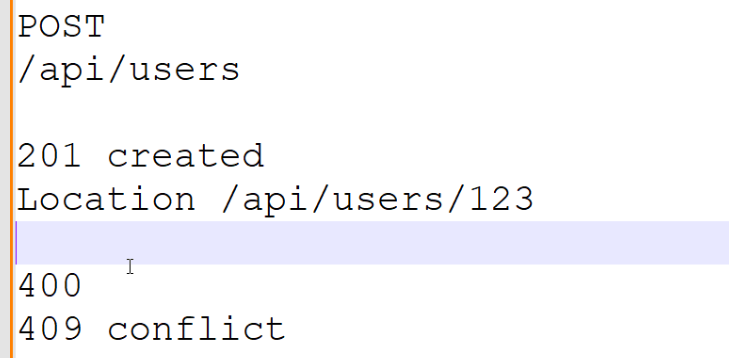 POST
/api/users
201 created
Location /api/users/123
400
409 conflict